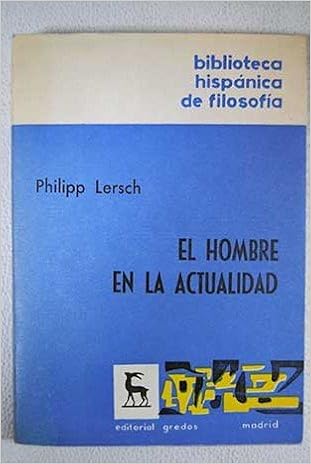 biblioteca
hispánica
de filosofía
Philipp Lersch
EL HOMBRE
EN LA ACTUALIDAD
editorial gredos madrid